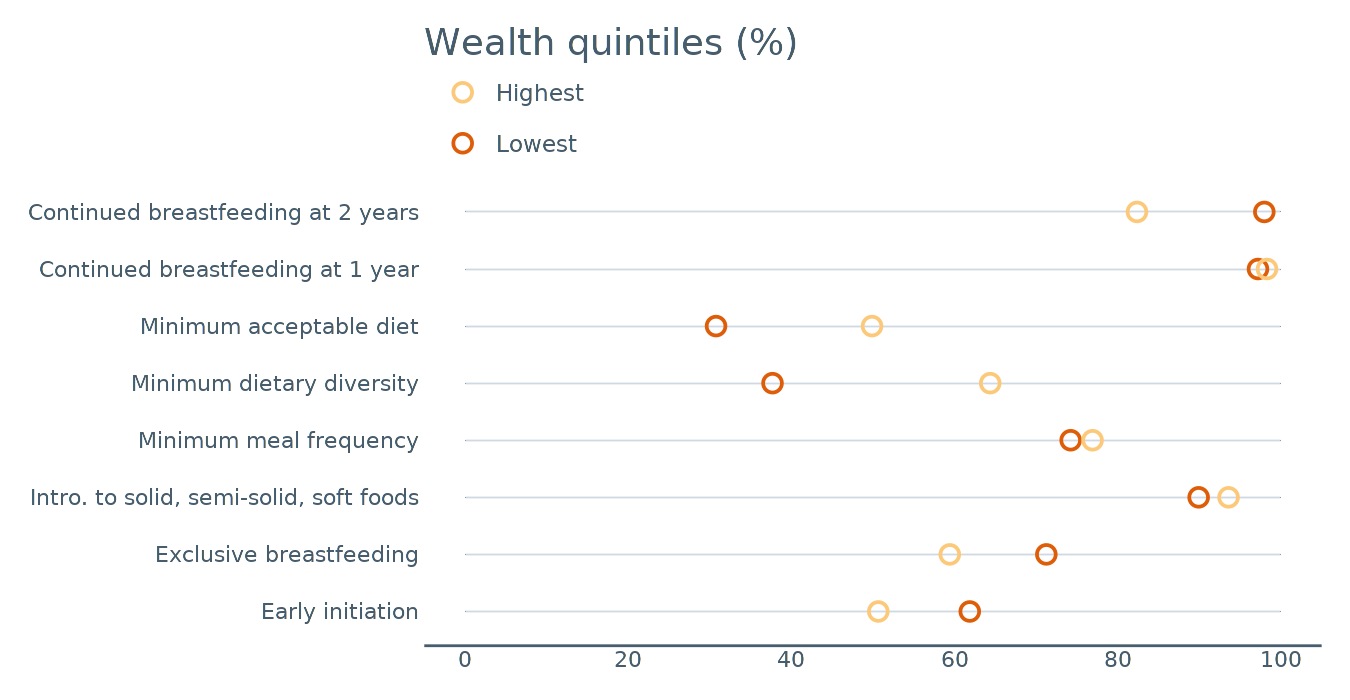 Wealth quintiles (%)
Highest
Lowest
Continued breastfeeding at 2 years
Continued breastfeeding at 1 year
Minimum acceptable diet
Minimum dietary diversity
Minimum meal frequency
Intro. to solid, semi-solid, soft foods
Exclusive breastfeeding
Early initiation
0 20 40 60 80 100